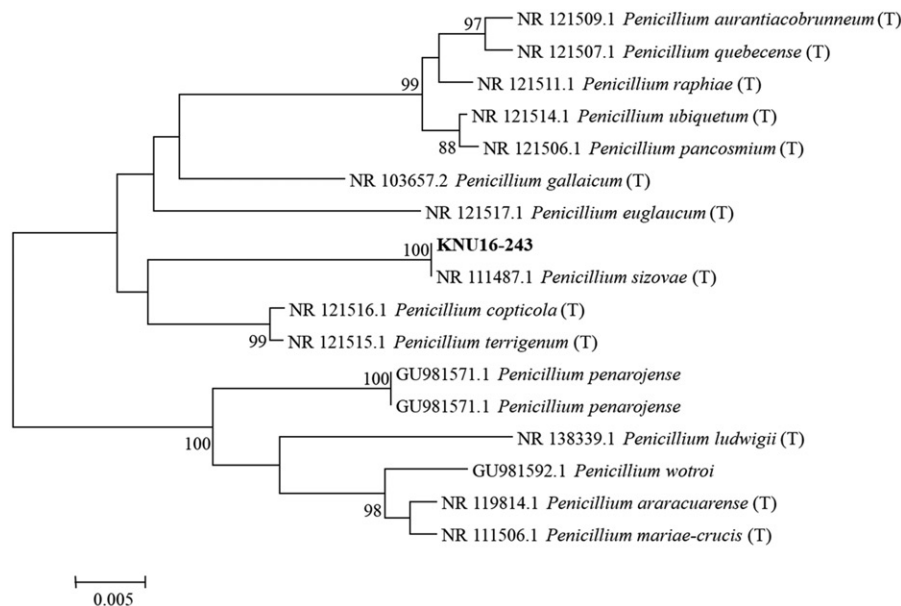 NR 121509.1 Penicillium aurantiacobrunneum (T)
97
NR 121507.1 Penicillium quebecense (T)
NR 121511.1 Penicillium raphiae (T)
99
NR 121514.1 Penicillium ubiquetum (T)
88
NR 121506.1 Penicillium pancosmium (T)
NR 103657.2 Penicillium gallaicum (T)
NR 121517.1 Penicillium euglaucum (T)
KNU16-243
100
NR 111487.1 Penicillium sizovae (T)
NR 121516.1 Penicillium copticola (T)
99
NR 121515.1 Penicillium terrigenum (T)
GU981571.1 Penicillium penarojense
100
GU981571.1 Penicillium penarojense
100
NR 138339.1 Penicillium ludwigii (T)
GU981592.1 Penicillium wotroi
98
NR 119814.1 Penicillium araracuarense (T)
NR 111506.1 Penicillium mariae-crucis (T)
0.005